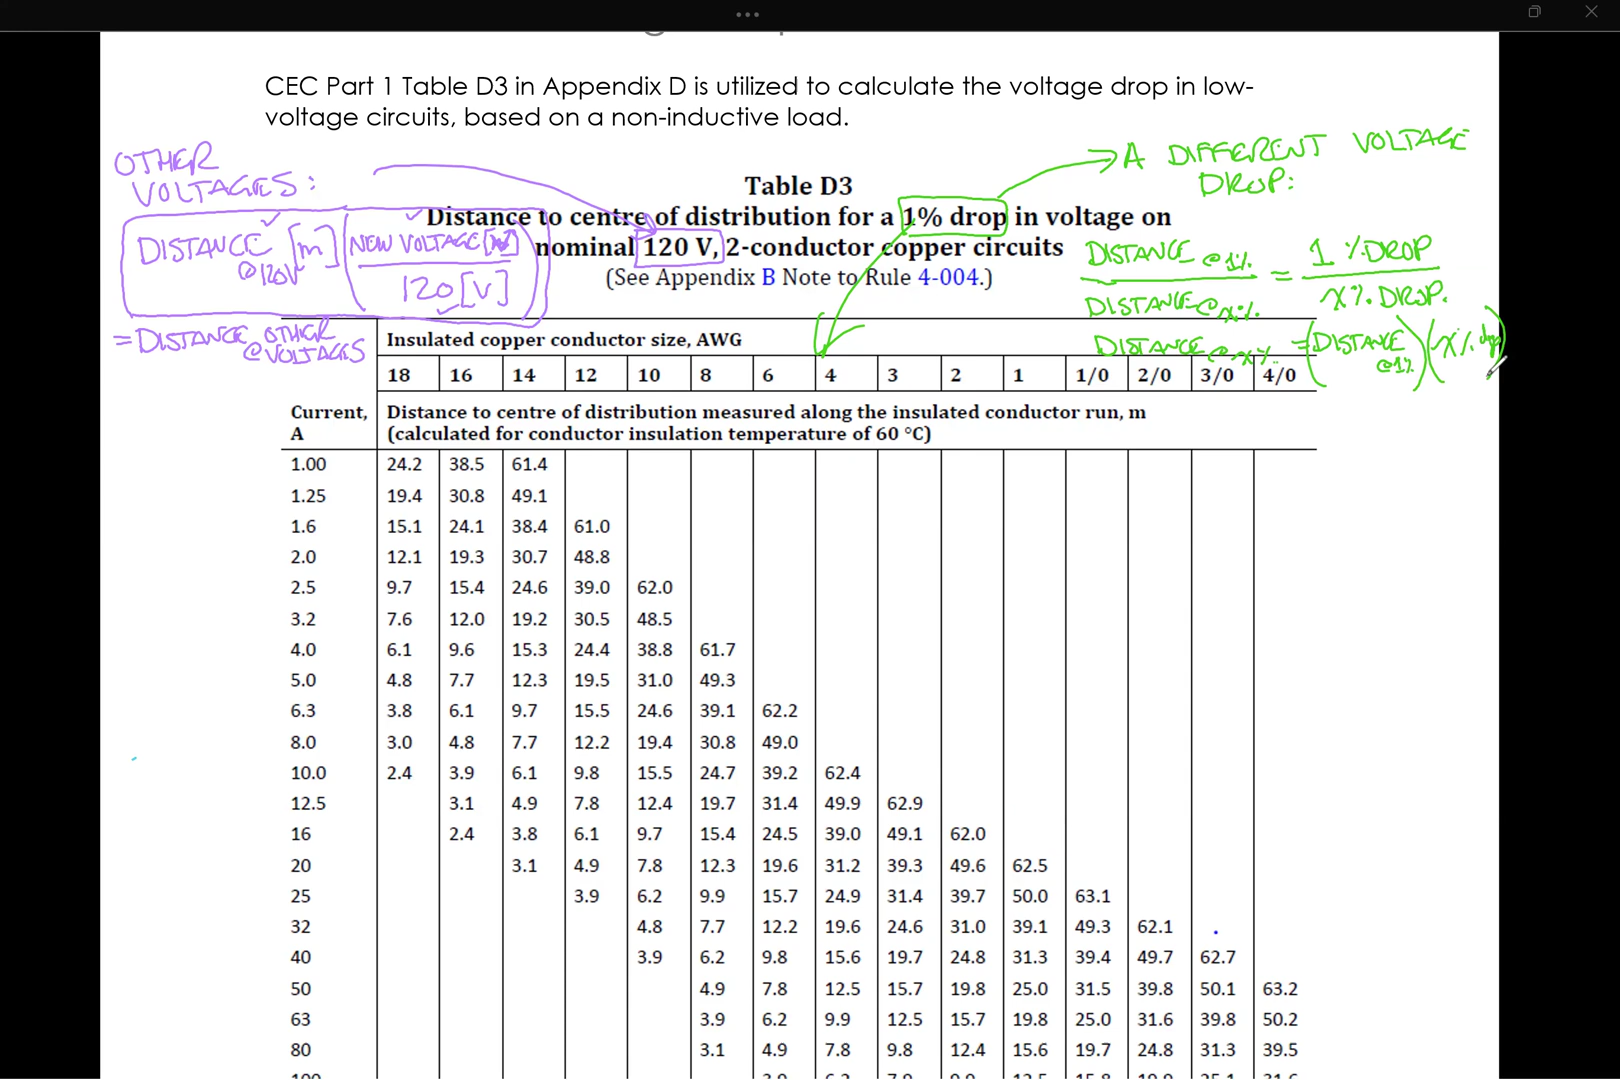 CEC Part 1 Table D3 in Appendix D is utilized to calculate the voltage drop in low-
voltage circuits, based on a non-inductive load.
OTHER
VOLTAGES:
DISTANCE @120V [m] (NEW VOLTAGE [V] / 120 [V])
= DISTANCE OTHER
@VOLTAGES
A DIFFERENT VOLTAGE
DROP:
DISTANCE @1% / DISTANCE @X% = 1 % DROP / X % DROP.
DISTANCE @X% = (DISTANCE @1%)(X% drop)
Table D3
Distance to centre of distribution for a 1% drop in voltage on
nominal 120 V, 2-conductor copper circuits
(See Appendix B Note to Rule 4-004.)
Insulated copper conductor size, AWG
18 16 14 12 10 8 6 4 3 2 1 1/0 2/0 3/0 4/0
Current, Distance to centre of distribution measured along the insulated conductor run, m
A (calculated for conductor insulation temperature of 60 °C)
1.00 24.2 38.5 61.4
1.25 19.4 30.8 49.1
1.6 15.1 24.1 38.4 61.0
2.0 12.1 19.3 30.7 48.8
2.5 9.7 15.4 24.6 39.0 62.0
3.2 7.6 12.0 19.2 30.5 48.5
4.0 6.1 9.6 15.3 24.4 38.8 61.7
5.0 4.8 7.7 12.3 19.5 31.0 49.3
6.3 3.8 6.1 9.7 15.5 24.6 39.1 62.2
8.0 3.0 4.8 7.7 12.2 19.4 30.8 49.0
10.0 2.4 3.9 6.1 9.8 15.5 24.7 39.2 62.4
12.5 3.1 4.9 7.8 12.4 19.7 31.4 49.9 62.9
16 2.4 3.8 6.1 9.7 15.4 24.5 39.0 49.1 62.0
20 3.1 4.9 7.8 12.3 19.6 31.2 39.3 49.6 62.5
25 3.9 6.2 9.9 15.7 24.9 31.4 39.7 50.0 63.1
32 4.8 7.7 12.2 19.6 24.6 31.0 39.1 49.3 62.1
40 3.9 6.2 9.8 15.6 19.7 24.8 31.3 39.4 49.7 62.7
50 4.9 7.8 12.5 15.7 19.8 25.0 31.5 39.8 50.1 63.2
63 3.9 6.2 9.9 12.5 15.7 19.8 25.0 31.6 39.8 50.2
80 3.1 4.9 7.8 9.8 12.4 15.6 19.7 24.8 31.3 39.5